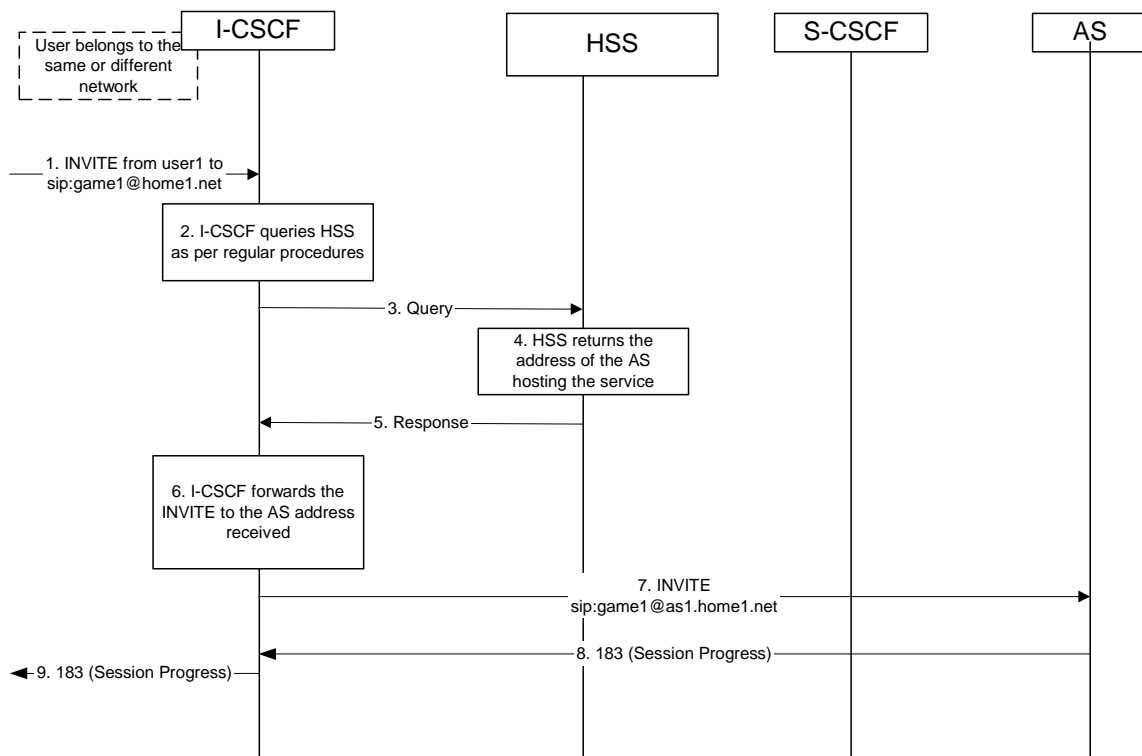 I-CSCF
HSS
S-CSCF
AS
User belongs to the
same or different
network
1. INVITE from user1 to
sip:game1@home1.net
2. I-CSCF queries HSS
as per regular procedures
3. Query
4. HSS returns the
address of the AS
hosting the service
5. Response
6. I-CSCF forwards the
INVITE to the AS address
received
7. INVITE
sip:game1@as1.home1.net
8. 183 (Session Progress)
9. 183 (Session Progress)